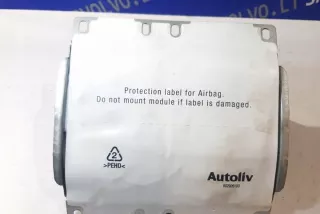 Protection label for Airbag.
Do not mount module if label is damaged.
2
>PEHD<
Autoliv